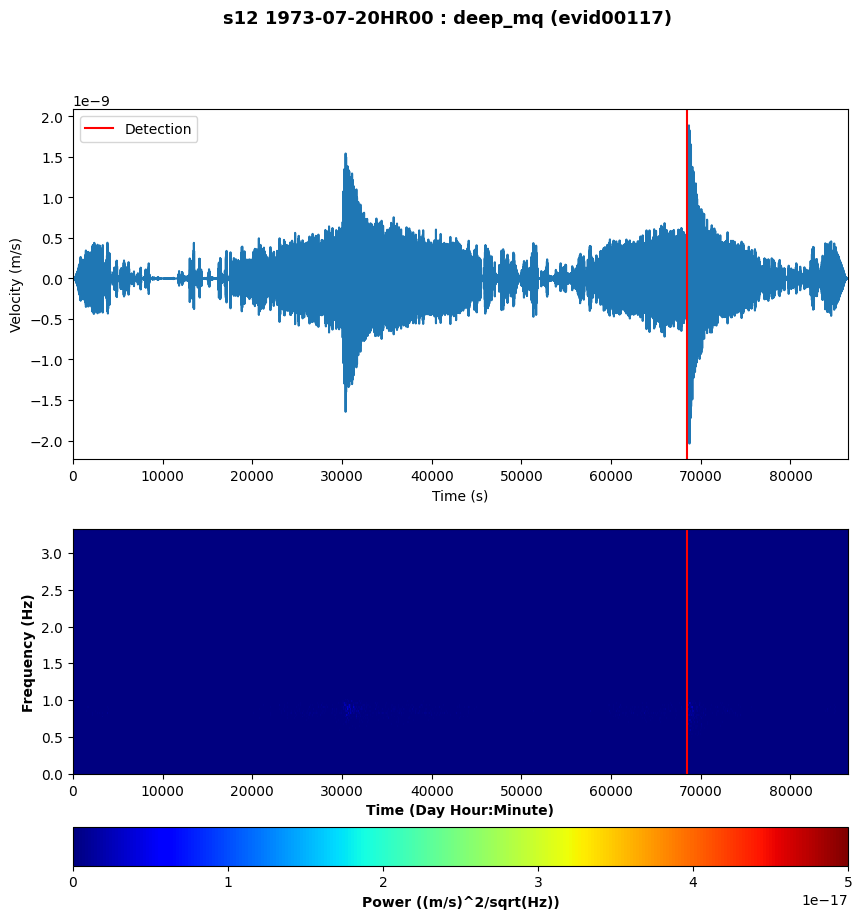 s12 1973-07-20HR00 : deep_mq (evid00117)
1e−9
Detection
2.0
1.5
1.0
0.5
0.0
−0.5
−1.0
−1.5
−2.0
Velocity (m/s)
0 10000 20000 30000 40000 50000 60000 70000 80000
Time (s)
3.0
2.5
2.0
1.5
1.0
0.5
0.0
Frequency (Hz)
0 10000 20000 30000 40000 50000 60000 70000 80000
Time (Day Hour:Minute)
0 1 2 3 4 5
1e−17
Power ((m/s)^2/sqrt(Hz))